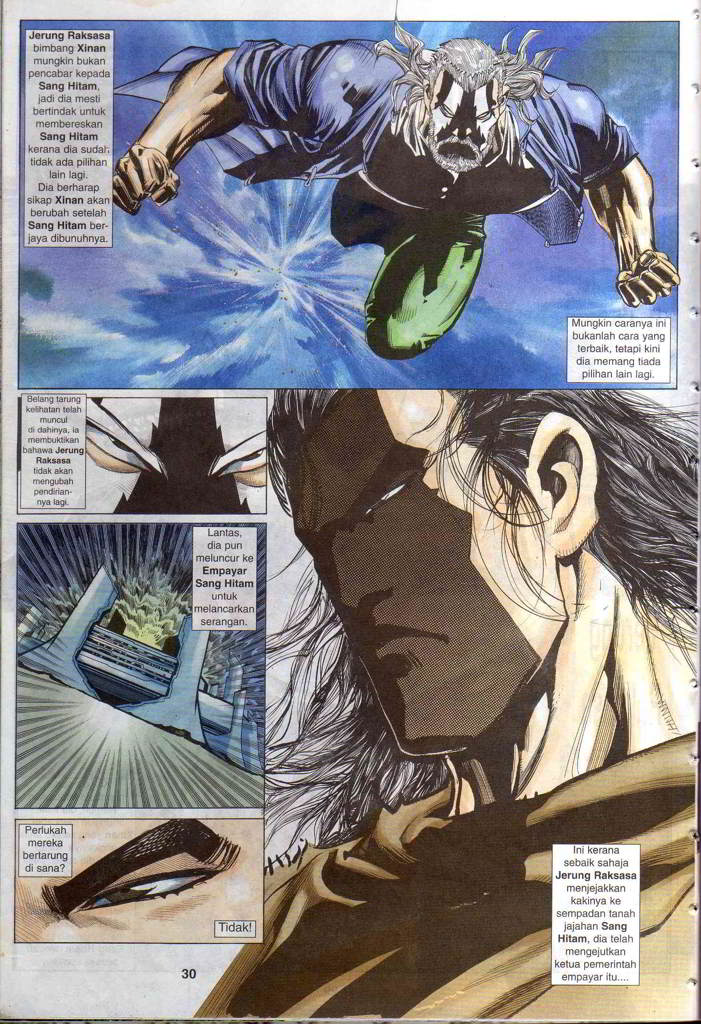 Jerung Raksasa
bimbang Xinan
mungkin bukan
pencabar kepada
Sang Hitam,
jadi dia mesti
bertindak untuk
membereskan
Sang Hitam
kerana dia sudah
tidak ada pilihan
lain lagi.
Dia berharap
sikap Xinan akan
berubah setelah
Sang Hitam ber-
jaya dibunuhnya.
Mungkin caranya ini
bukanlah cara yang
terbaik, tetapi kini
dia memang tiada
pilihan lain lagi.
Belang tarung
kelihatan telah
muncul
di dahinya, ia
membuktikan
bahawa Jerung
Raksasa
tidak akan
mengubah
pendirian-
nya lagi.
Lantas,
dia pun
meluncur ke
Empayar
Sang Hitam
untuk
melancarkan
serangan.
Perlukah
mereka
bertarung
di sana?
Tidak!
Ini kerana
sebaik sahaja
Jerung Raksasa
menjejakkan
kakinya ke
sempadan tanah
jajahan Sang
Hitam, dia telah
mengejutkan
ketua pemerintah
empayar itu....
30